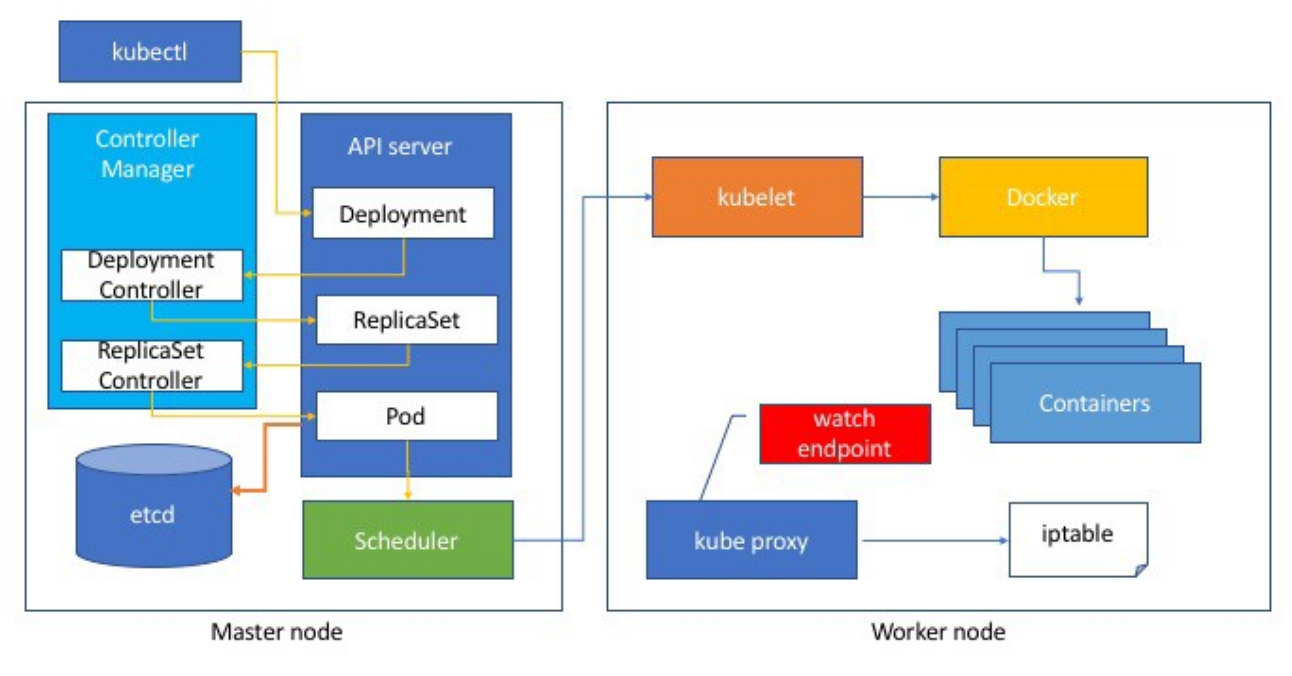 kubectl
Controller
Manager
API server
Deployment
Deployment
Controller
ReplicaSet
ReplicaSet
Controller
Pod
etcd
Scheduler
Master node
kubelet
Docker
Containers
watch
endpoint
kube proxy
iptable
Worker node